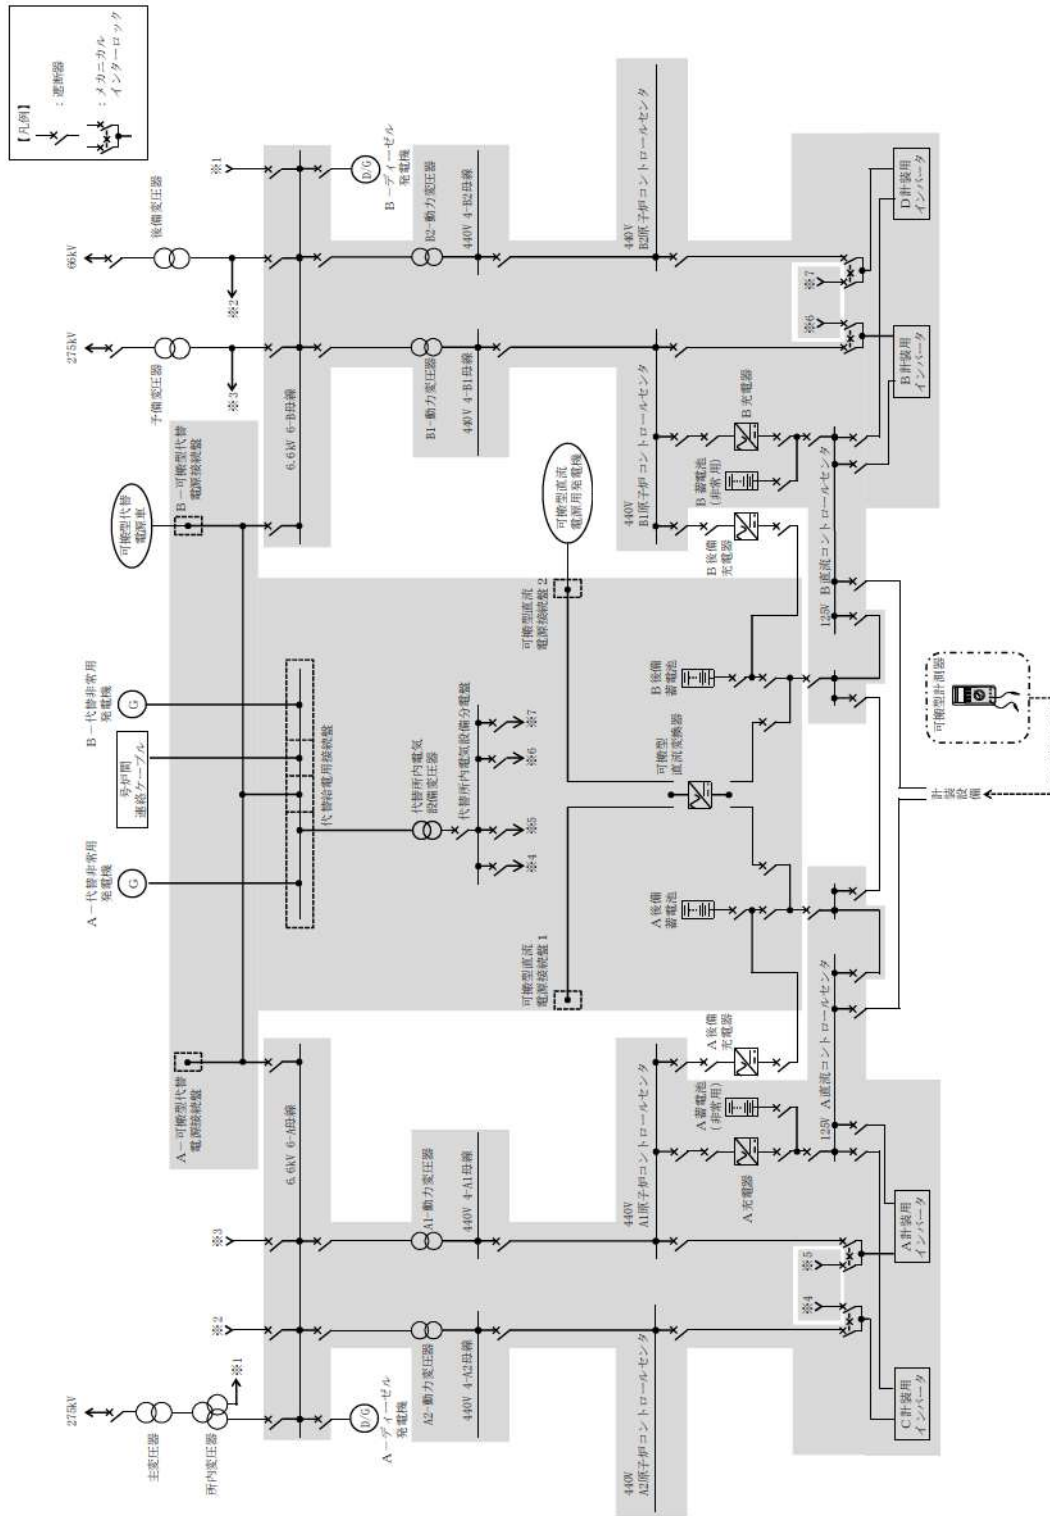 【凡例】
：遮断器
：メカニカル
インターロック
275kV
主変圧器
所内変圧器
※1
※2
※3
275kV
予備変圧器
※3
66kV
後備変圧器
※2
※1
A－可搬型代替
電源接続盤
A－代替非常用
発電機
G
号炉間
連絡ケーブル
B－代替非常用
発電機
G
可搬型代替
電源車
B－可搬型代替
電源接続盤
6.6kV 6-A母線
代替給電用接続盤
6.6kV 6-B母線
D/G
A－ディーゼル
発電機
D/G
B－ディーゼル
発電機
A2-動力変圧器
A1-動力変圧器
代替所内電気
設備変圧器
B1-動力変圧器
B2-動力変圧器
440V 4-A2母線
440V 4-A1母線
代替所内電気設備分電盤
440V 4-B1母線
440V 4-B2母線
※4
※5
※6
※7
可搬型直流
電源接続盤 1
可搬型直流
電源接続盤 2
可搬型直流
電源用発電機
440V
A2原子炉コントロールセンタ
440V
A1原子炉コントロールセンタ
440V
B1原子炉コントロールセンタ
440V
B2原子炉コントロールセンタ
A充電器
A蓄電池
(非常用)
A後備
充電器
A後備
蓄電池
可搬型
直流変換器
B後備
蓄電池
B後備
充電器
B蓄電池
(非常用)
B充電器
※4
※5
※6
※7
125V A直流コントロールセンタ
125V B直流コントロールセンタ
C計装用
インバータ
A計装用
インバータ
B計装用
インバータ
D計装用
インバータ
計装設備
可搬型計測器